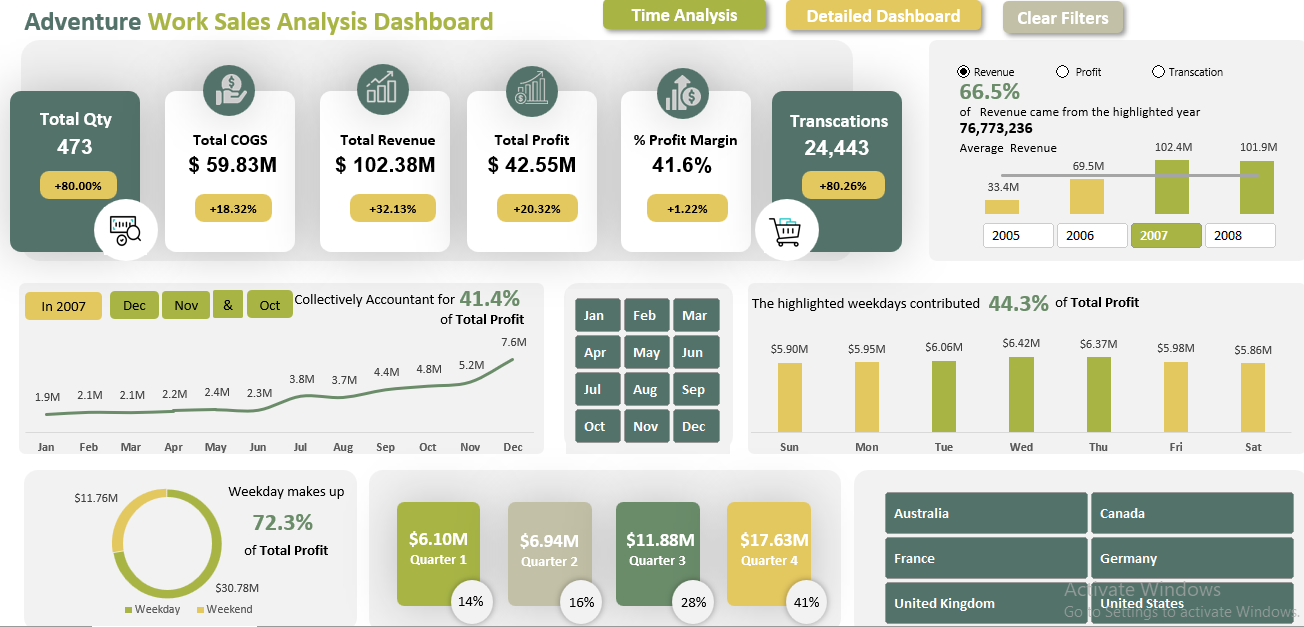 Adventure Work Sales Analysis Dashboard
Time Analysis
Detailed Dashboard
Clear Filters
Total Qty
473
+80.00%
Total COGS
$ 59.83M
+18.32%
Total Revenue
$ 102.38M
+32.13%
Total Profit
$ 42.55M
+20.32%
% Profit Margin
41.6%
+1.22%
Transcations
24,443
+80.26%
Revenue
Profit
Transcation
66.5%
of Revenue came from the highlighted year
76,773,236
Average Revenue
33.4M
69.5M
102.4M
101.9M
2005
2006
2007
2008
In 2007
Dec
Nov
&
Oct
Collectively Accountant for 41.4%
of Total Profit
1.9M
2.1M
2.1M
2.2M
2.4M
2.3M
3.8M
3.7M
4.4M
4.8M
5.2M
7.6M
Jan
Feb
Mar
Apr
May
Jun
Jul
Aug
Sep
Oct
Nov
Dec
Jan
Feb
Mar
Apr
May
Jun
Jul
Aug
Sep
Oct
Nov
Dec
The highlighted weekdays contributed 44.3% of Total Profit
$5.90M
$5.95M
$6.06M
$6.42M
$6.37M
$5.98M
$5.86M
Sun
Mon
Tue
Wed
Thu
Fri
Sat
$11.76M
$30.78M
Weekday
Weekend
Weekday makes up
72.3%
of Total Profit
$6.10M
Quarter 1
14%
$6.94M
Quarter 2
16%
$11.88M
Quarter 3
28%
$17.63M
Quarter 4
41%
Australia
Canada
France
Germany
United Kingdom
United States
Activate Windows
Go to Settings to activate Windows.